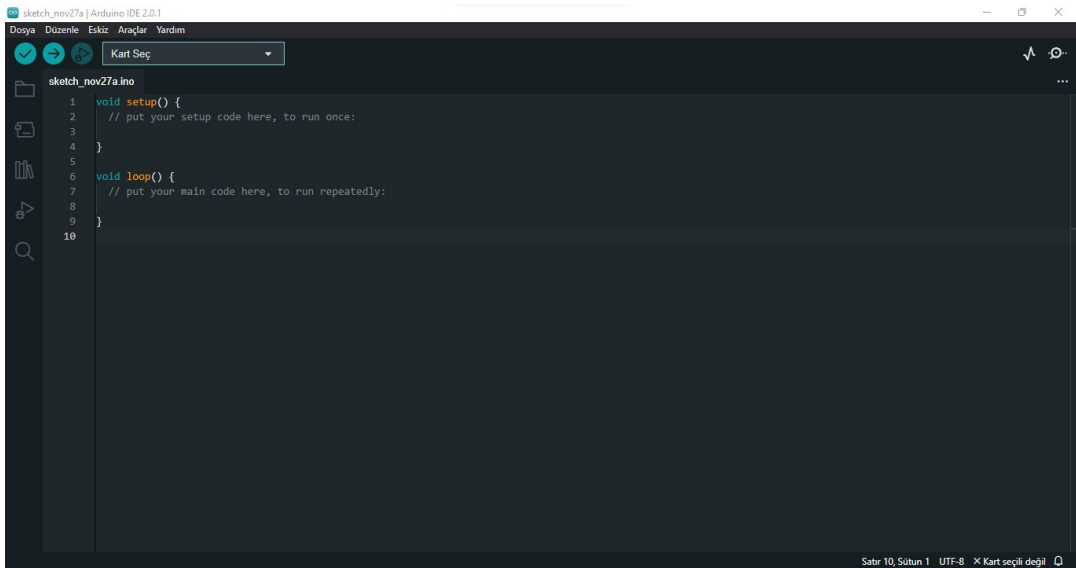 sketch_nov27a | Arduino IDE 2.0.1
Dosya Düzenle Eskiz Araçlar Yardım
Kart Seç
sketch_nov27a.ino
1 void setup() {
2 // put your setup code here, to run once:
3
4 }
5
6 void loop() {
7 // put your main code here, to run repeatedly:
8
9 }
10
Satır 10, Sütun 1 UTF-8 × Kart seçili değil